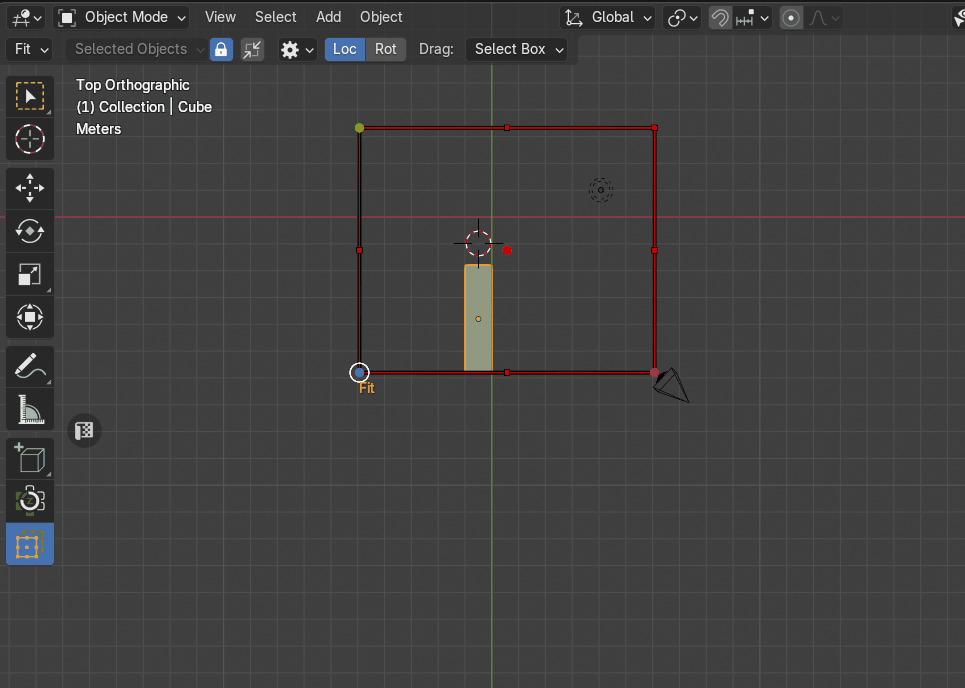 Object Mode View Select Add Object Global
Fit Selected Objects Loc Rot Drag: Select Box
Top Orthographic
(1) Collection | Cube
Meters
Fit